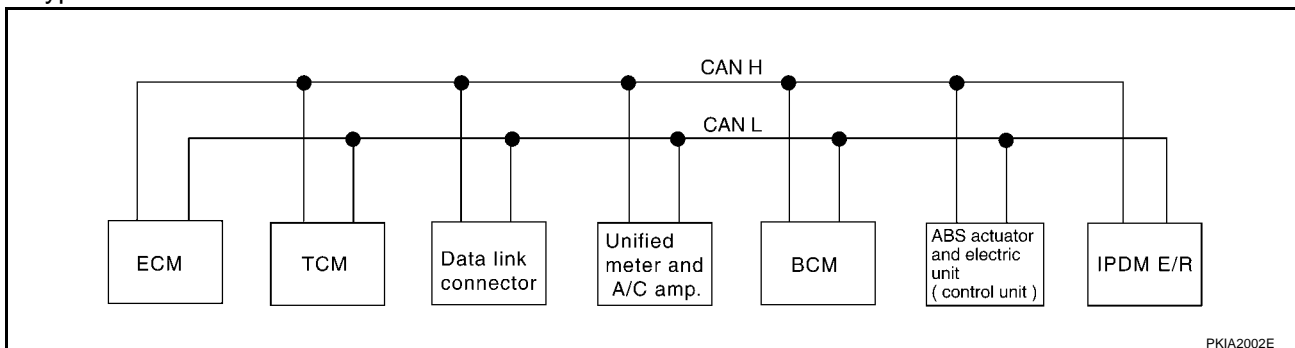 CAN H
CAN L
ECM
TCM
Data link
connector
Unified
meter and
A/C amp.
BCM
ABS actuator
and electric
unit
( control unit )
IPDM E/R
PKIA2002E